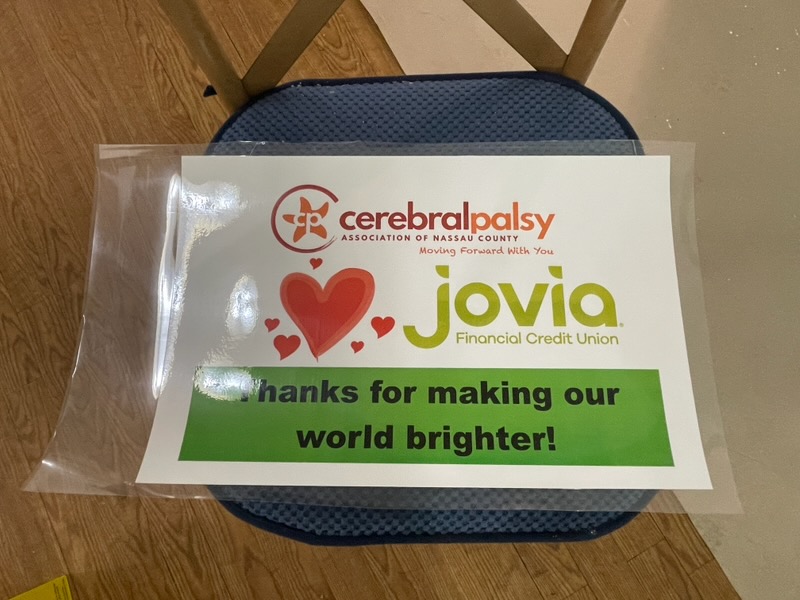 cp cerebralpalsy
ASSOCIATION OF NASSAU COUNTY
Moving Forward With You
jovia
Financial Credit Union
Thanks for making our
world brighter!